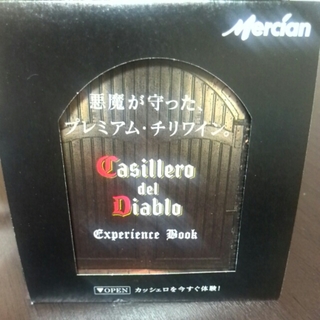 Mercian
悪魔が守った、
プレミアム・チリワイン。
Casillero
del
Diablo
Experience Book
▼OPEN カッシェロを今すぐ体験!